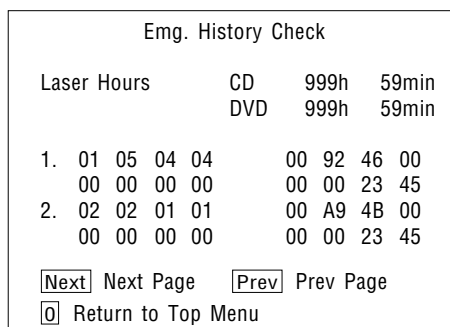 Emg. History Check
Laser Hours CD 999h 59min
DVD 999h 59min
1. 01 05 04 04 00 92 46 00
00 00 00 00 00 00 23 45
2. 02 02 01 01 00 A9 4B 00
00 00 00 00 00 00 23 45
Next Next Page Prev Prev Page
0 Return to Top Menu